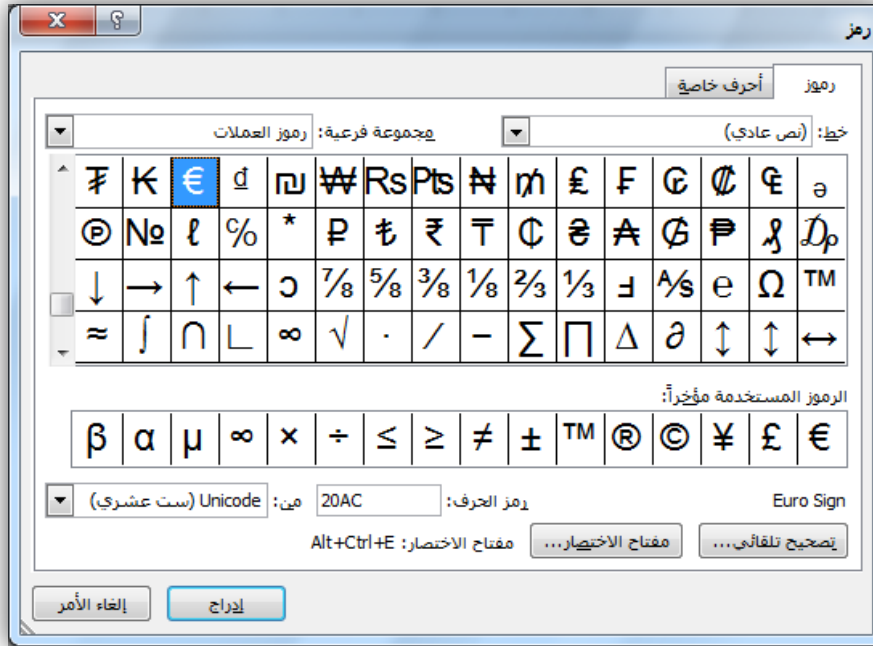 رمز
رموز أحرف خاصة
خط: (نص عادي) مجموعة فرعية: رموز العملات
ə ₠ ₡ ₢ ₣ ₤ ₥ ₦ ₧ ₨ ₩ ₪ ₫ € ₭ ₮
₯ ₰ ₱ ₲ ₳ ₴ ₵ ₸ ₹ ₺ ₽ * ℅ ℓ № ℗
™ Ω ℮ ⅍ ⅎ ⅓ ⅔ ⅛ ⅜ ⅝ ⅞ ↄ ← ↑ → ↓
↔ ↕ ↨ ∂ ∆ ∏ ∑ − ∕ ∙ √ ∞ ∟ ∩ ∫ ≈
الرموز المستخدمة مؤخراً:
€ £ ¥ © ® ™ ± ≠ ≤ ≥ ÷ × ∞ µ α β
Euro Sign رمز الحرف: 20AC من: Unicode (ست عشري)
تصحيح تلقائي... مفتاح الاختصار... مفتاح الاختصار: Alt+Ctrl+E
إدراج إلغاء الأمر